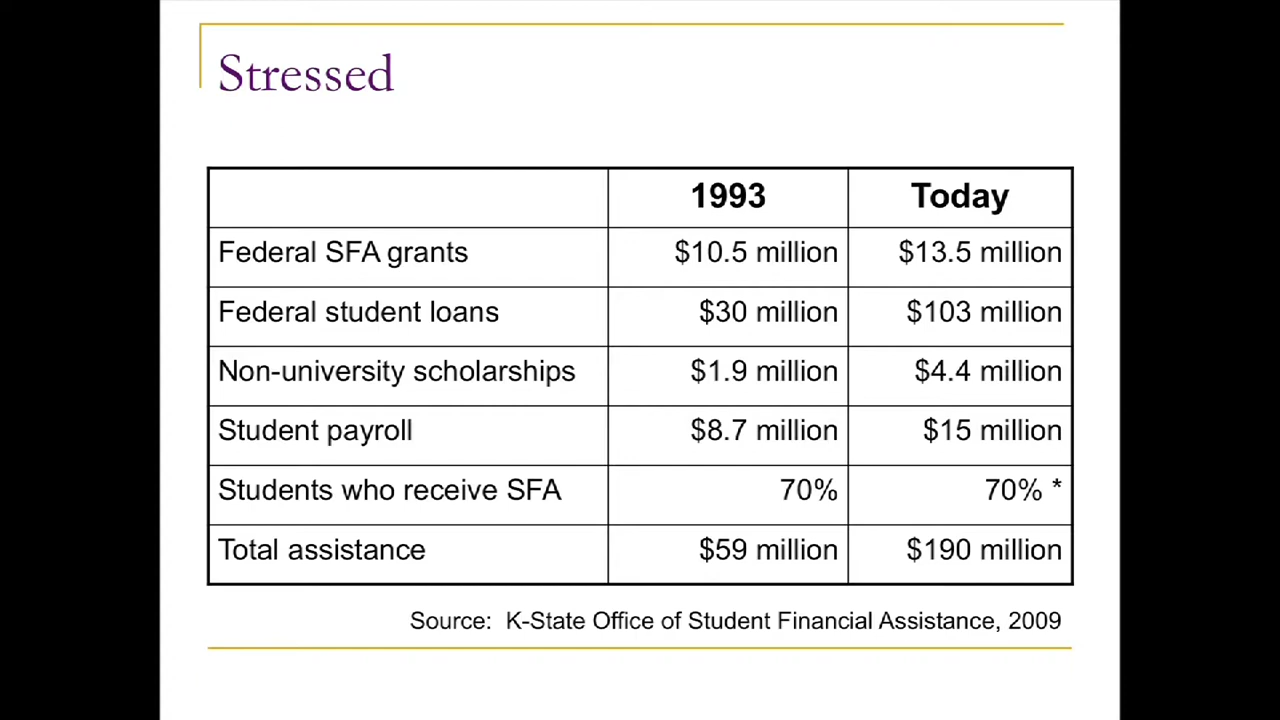 Stressed
1993 Today
Federal SFA grants $10.5 million $13.5 million
Federal student loans $30 million $103 million
Non-university scholarships $1.9 million $4.4 million
Student payroll $8.7 million $15 million
Students who receive SFA 70% 70% *
Total assistance $59 million $190 million
Source: K-State Office of Student Financial Assistance, 2009